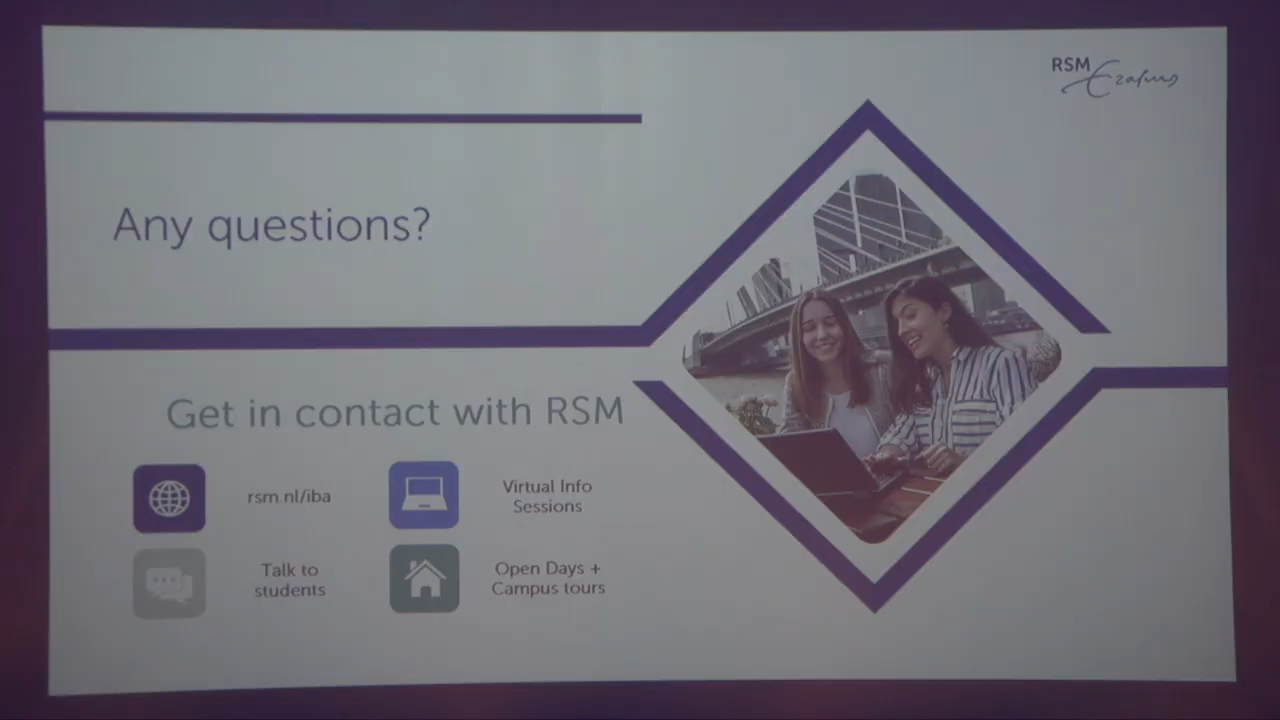 RSM
Erasmus
Any questions?
Get in contact with RSM
rsm.nl/iba
Virtual Info
Sessions
Talk to
students
Open Days +
Campus tours